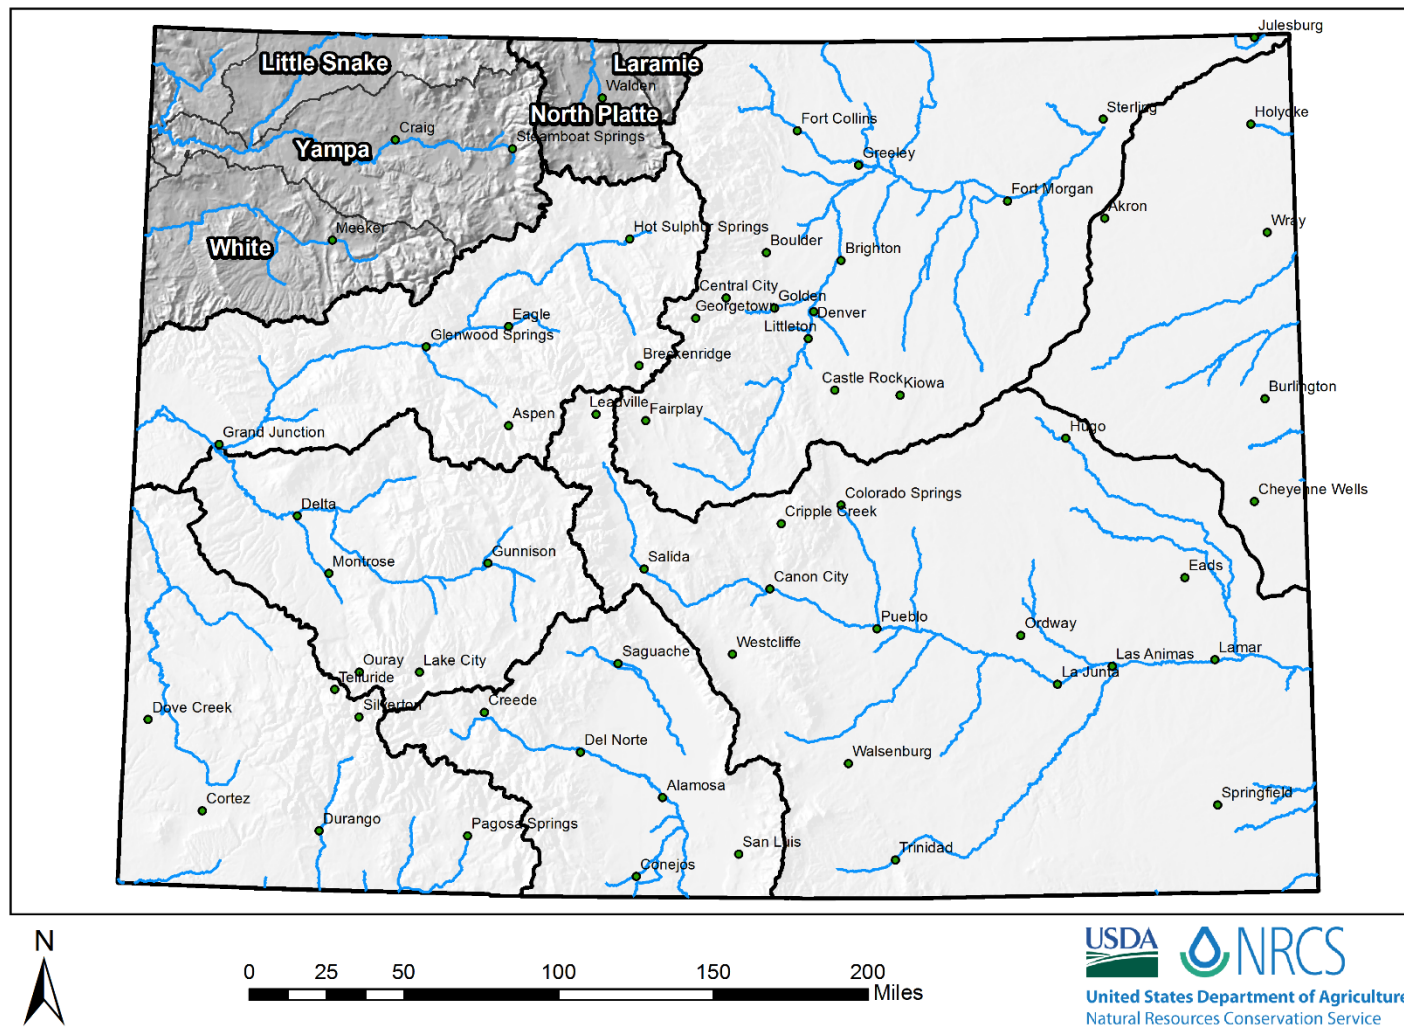 Julesburg
Little Snake
Laramie
Walden
North Platte
Sterling
Holyoke
Fort Collins
Craig
Steamboat Springs
Yampa
Greeley
Fort Morgan
Akron
Wray
Meeker
White
Hot Sulphur Springs
Boulder
Brighton
Central City
Georgetown
Golden
Denver
Eagle
Littleton
Glenwood Springs
Breckenridge
Castle Rock
Kiowa
Burlington
Leadville
Fairplay
Aspen
Grand Junction
Hugo
Cheyenne Wells
Colorado Springs
Delta
Cripple Creek
Gunnison
Montrose
Salida
Canon City
Eads
Pueblo
Ordway
Westcliffe
Saguache
Las Animas
Lamar
Ouray
Lake City
La Junta
Telluride
Dove Creek
Silverton
Creede
Del Norte
Walsenburg
Alamosa
Springfield
Cortez
Durango
Pagosa Springs
San Luis
Trinidad
Conejos
N
0 25 50 100 150 200
Miles
USDA NRCS
United States Department of Agriculture
Natural Resources Conservation Service